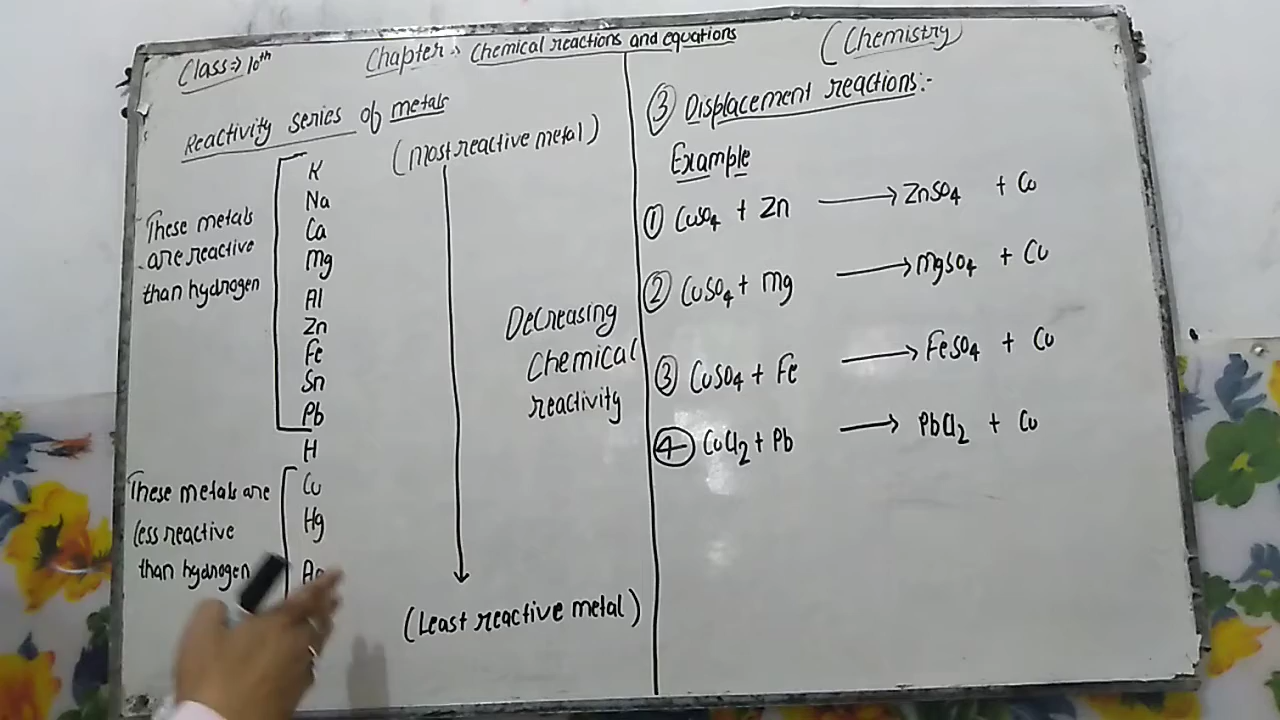 Class:→ 10th
Chapter:→ Chemical reactions and equations
(Chemistry)
Reactivity series of metals
(most reactive metal)
K
Na
Ca
Mg
Al
Zn
Fe
Sn
Pb
H
Cu
Hg
These metals
are reactive
than hydrogen
These metals are
less reactive
than hydrogen
Decreasing
Chemical
reactivity
(Least reactive metal)
③ Displacement reactions:-
Example
① CuSO4 + Zn ⟶ ZnSO4 + Cu
② CuSO4 + Mg ⟶ MgSO4 + Cu
③ CuSO4 + Fe ⟶ FeSO4 + Cu
④ CuCl2 + Pb ⟶ PbCl2 + Cu